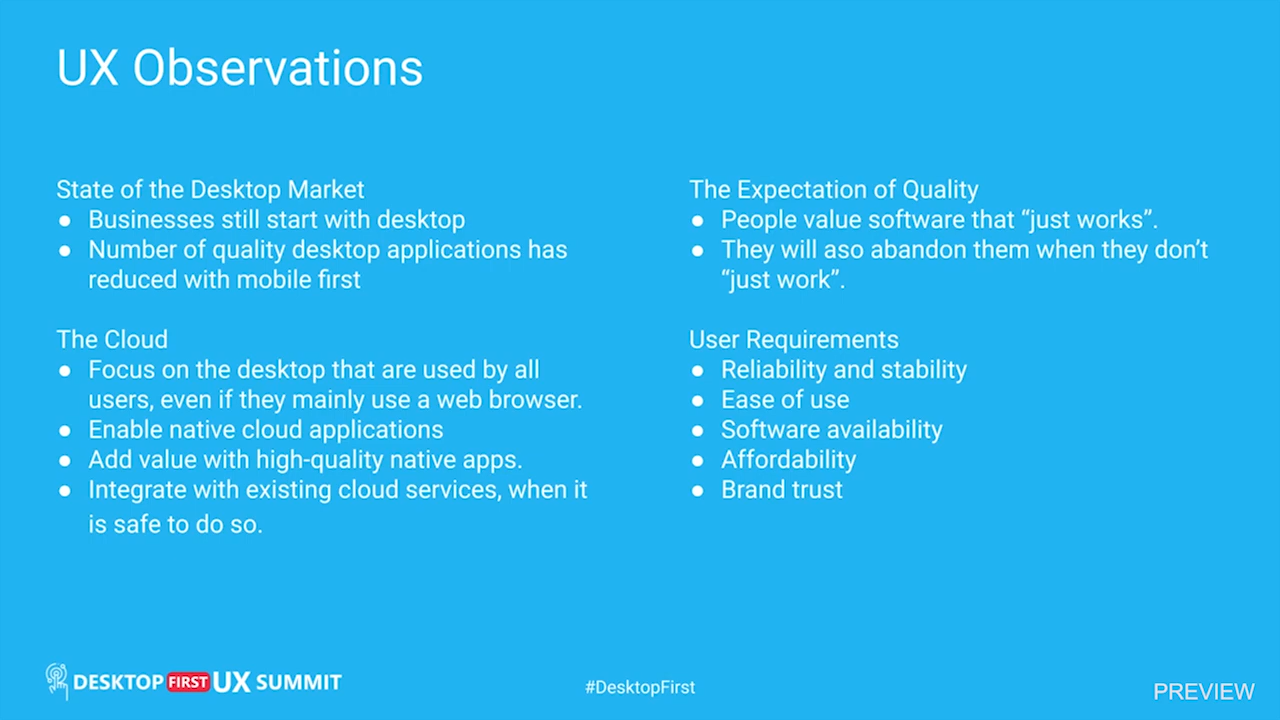 UX Observations
State of the Desktop Market
● Businesses still start with desktop
● Number of quality desktop applications has
reduced with mobile first
The Cloud
● Focus on the desktop that are used by all
users, even if they mainly use a web browser.
● Enable native cloud applications
● Add value with high-quality native apps.
● Integrate with existing cloud services, when it
is safe to do so.
The Expectation of Quality
● People value software that “just works”.
● They will aso abandon them when they don’t
“just work”.
User Requirements
● Reliability and stability
● Ease of use
● Software availability
● Affordability
● Brand trust
DESKTOP FIRST UX SUMMIT
#DesktopFirst
PREVIEW